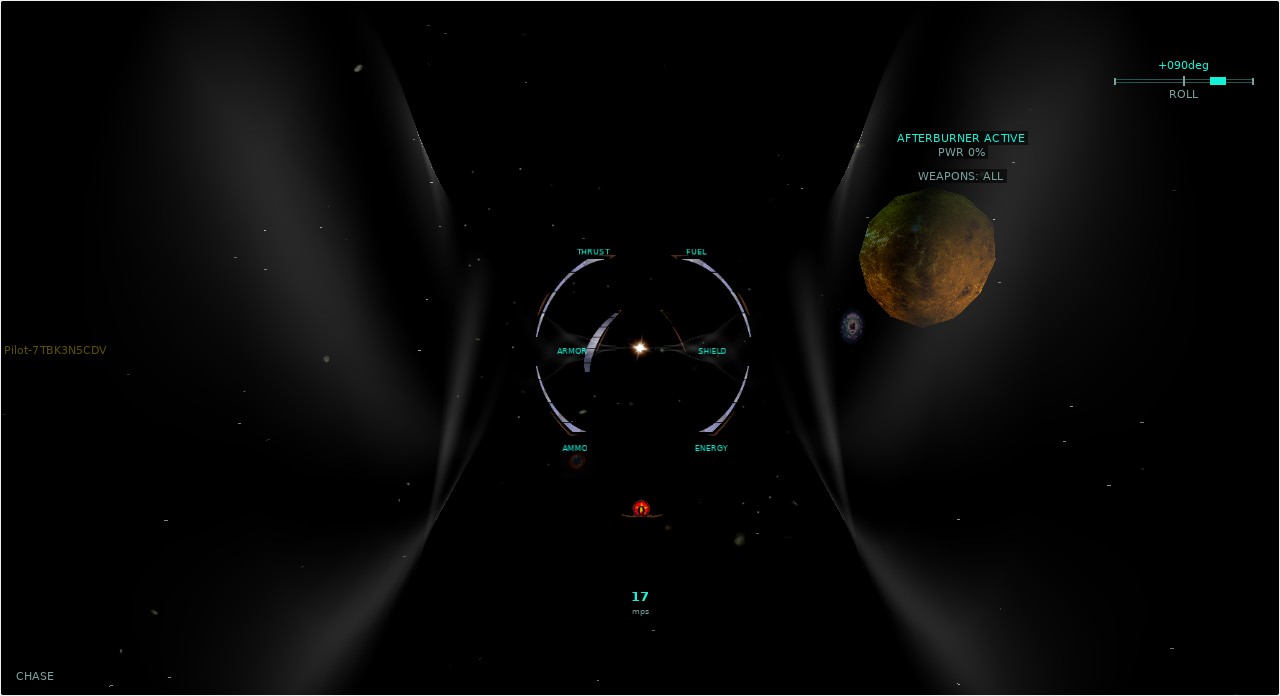 +090deg
ROLL
AFTERBURNER ACTIVE
PWR 0%
WEAPONS: ALL
THRUST
FUEL
Pilot-7TBK3N5CDV
ARMOR
SHIELD
AMMO
ENERGY
17
mps
CHASE